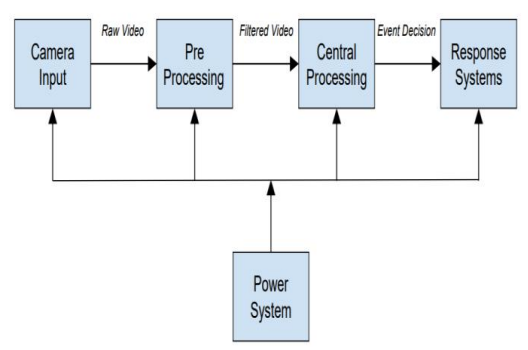 Raw Video
Filtered Video
Event Decision
Camera
Input
Pre
Processing
Central
Processing
Response
Systems
Power
System